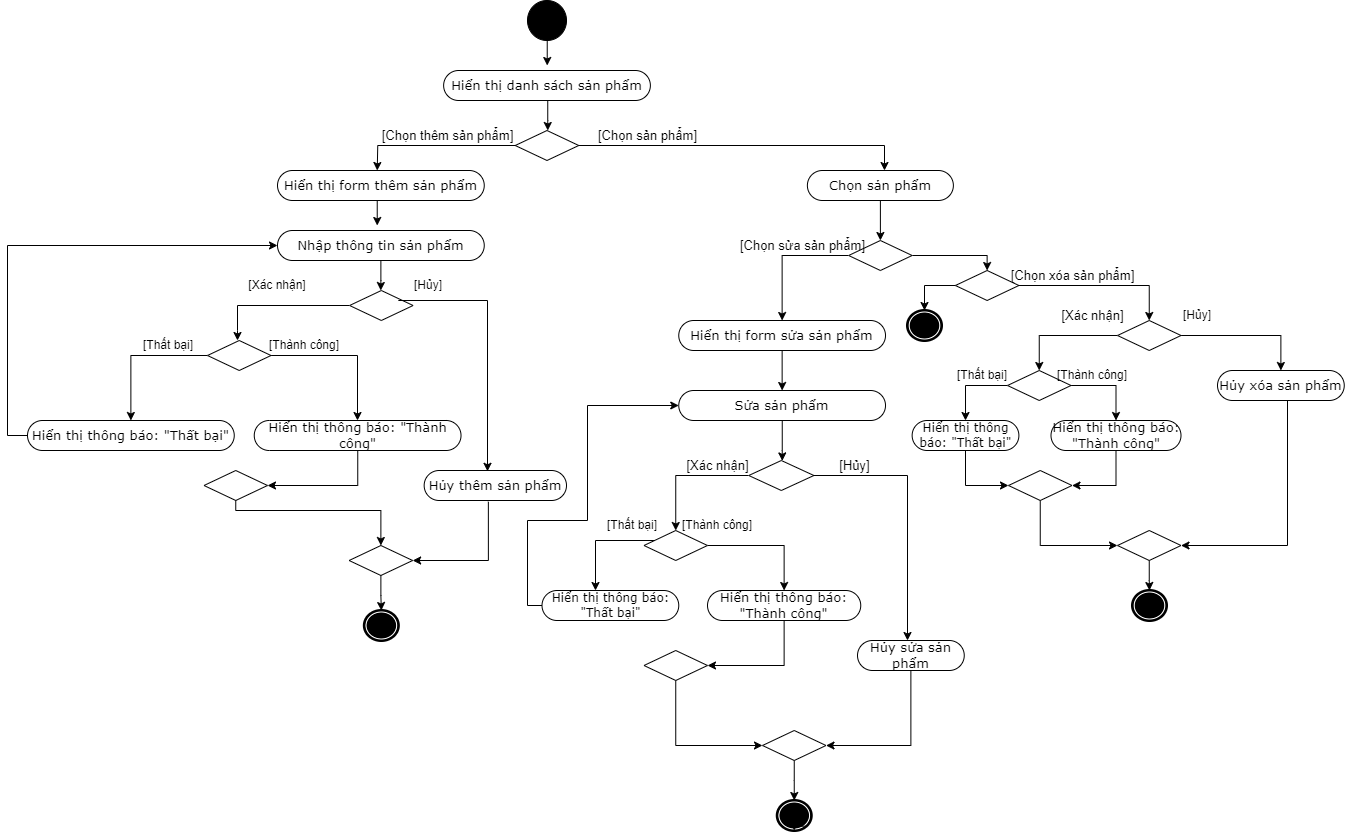 Hiển thị danh sách sản phẩm
[Chọn thêm sản phẩm]
[Chọn sản phẩm]
Hiển thị form thêm sản phẩm
Chọn sản phẩm
Nhập thông tin sản phẩm
[Chọn sửa sản phẩm]
[Chọn xóa sản phẩm]
[Xác nhận]
[Hủy]
[Xác nhận]
[Hủy]
Hiển thị form sửa sản phẩm
[Thất bại]
[Thành công]
[Thất bại]
[Thành công]
Hủy xóa sản phẩm
Sửa sản phẩm
Hiển thị thông báo: "Thất bại"
Hiển thị thông báo: "Thành
công"
Hiển thị thông
báo: "Thất bại"
Hiển thị thông báo:
"Thành công"
[Xác nhận]
[Hủy]
Hủy thêm sản phẩm
[Thất bại]
[Thành công]
Hiển thị thông báo:
"Thất bại"
Hiển thị thông báo:
"Thành công"
Hủy sửa sản
phẩm